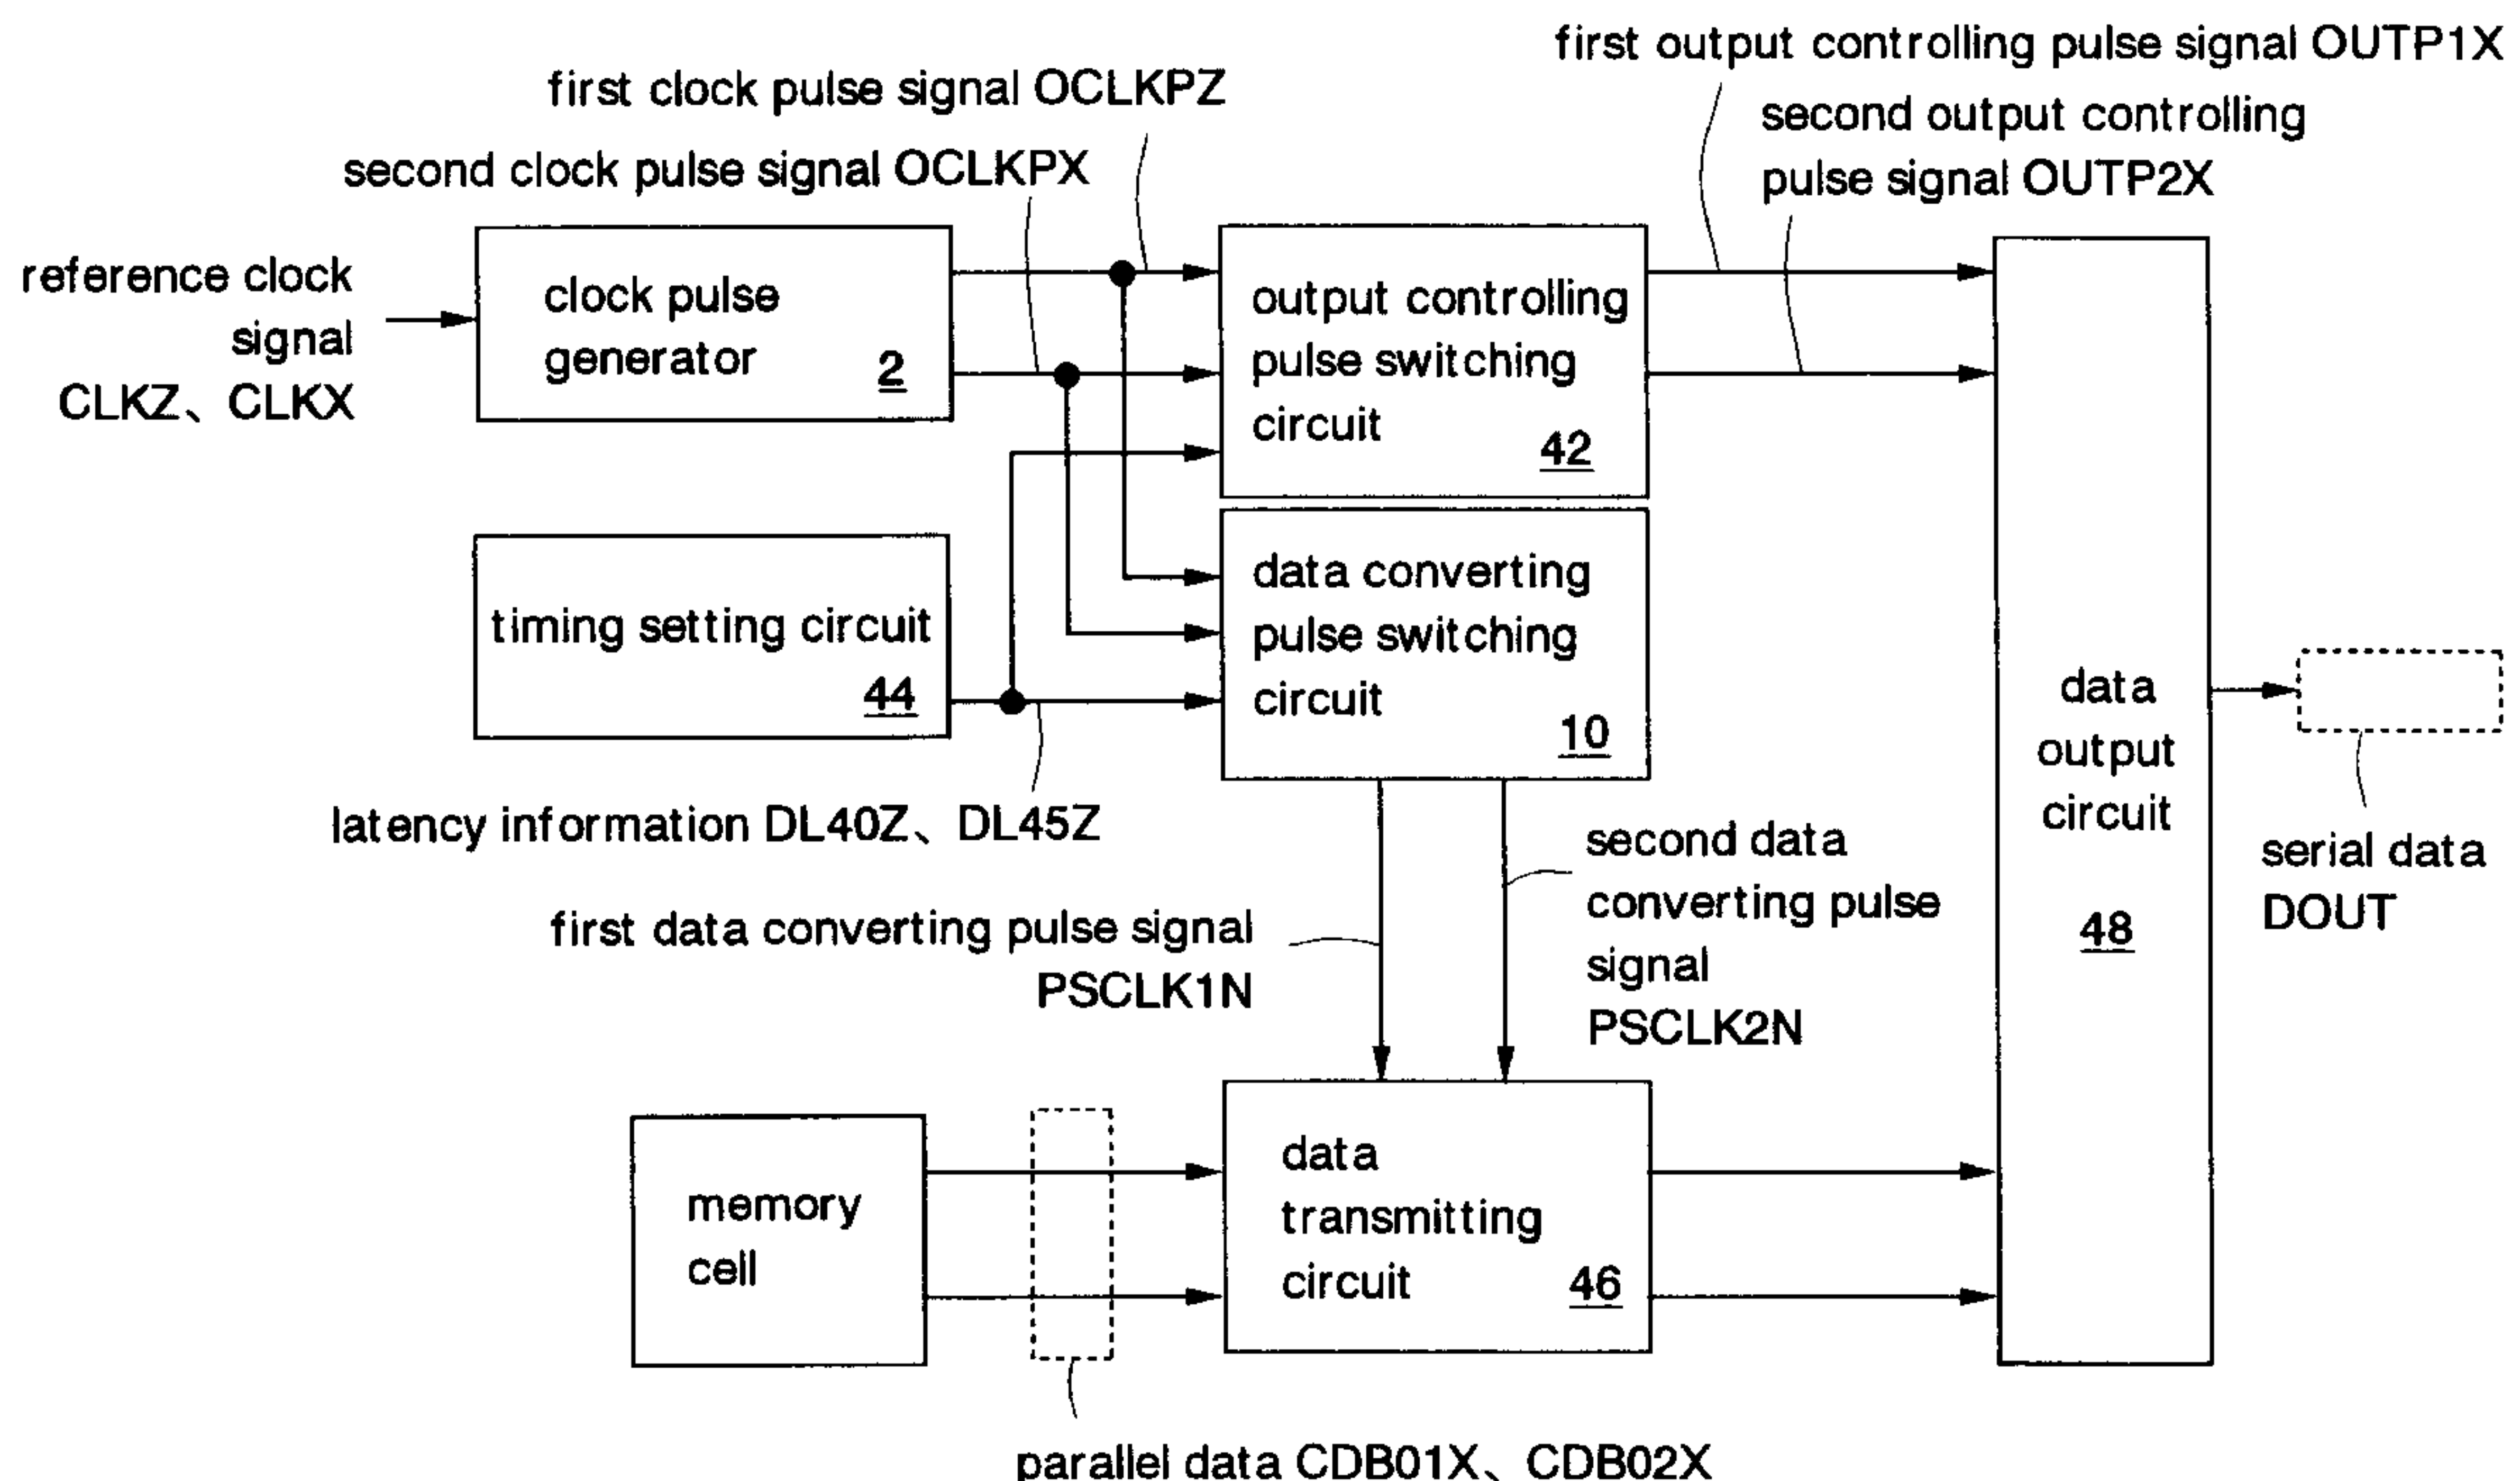 first output controlling pulse signal OUTP1X
first clock pulse signal OCLKPZ
second output controlling
pulse signal OUTP2X
second clock pulse signal OCLKPX
reference clock
signal
CLKZ、CLKX
clock pulse
generator
2
output controlling
pulse switching
circuit
42
timing setting circuit
44
data converting
pulse switching
circuit
10
latency information DL40Z、DL45Z
data
output
circuit
48
serial data
DOUT
first data converting pulse signal
PSCLK1N
second data
converting pulse
signal
PSCLK2N
memory
cell
data
transmitting
circuit
46
parallel data CDB01X、CDB02X